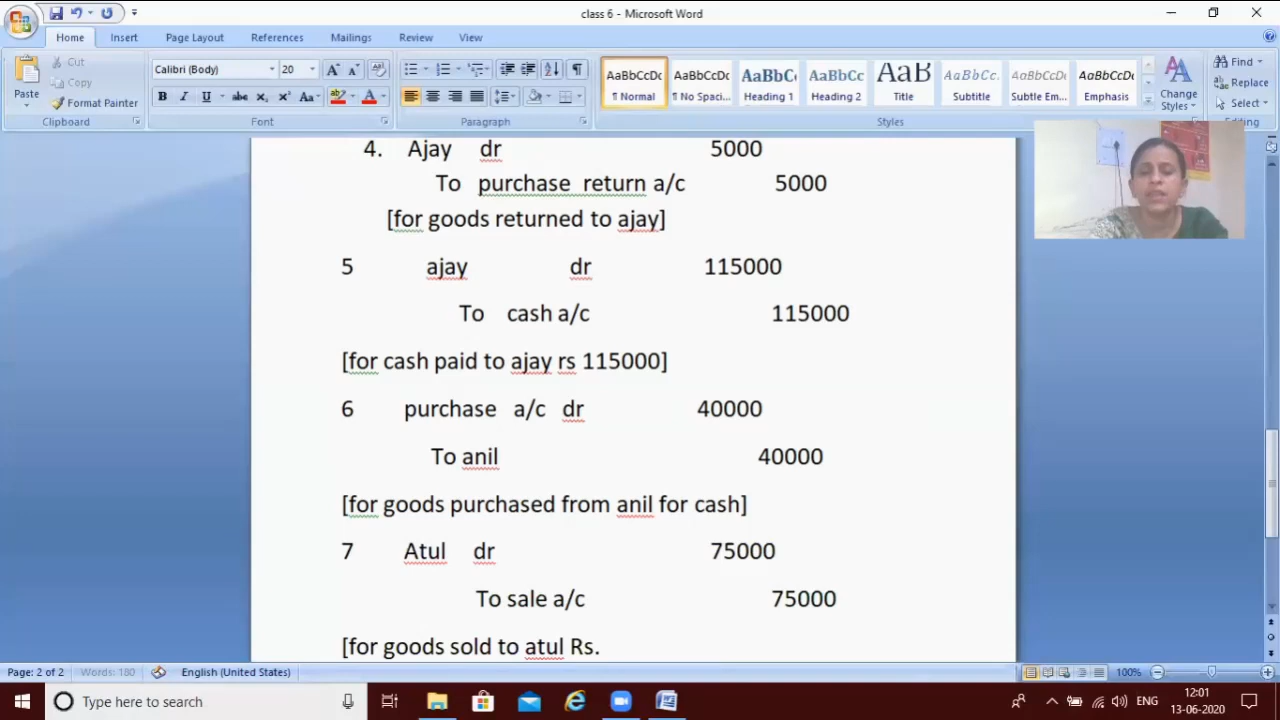 class 6 - Microsoft Word
Home Insert Page Layout References Mailings Review View
Paste
Cut
Copy
Format Painter
Clipboard
Calibri (Body) 20
B I U abc x₂ x² Aa
Font
Paragraph
AaBbCcDc AaBbCcDc AaBbC AaBbCc AaB AaBbCc. AaBbCcDc AaBbCcDc
¶ Normal ¶ No Spaci... Heading 1 Heading 2 Title Subtitle Subtle Em... Emphasis
Change Styles
Styles
Find
Replace
Select
Editing
4. Ajay dr 5000
To purchase return a/c 5000
[for goods returned to ajay]
5 ajay dr 115000
To cash a/c 115000
[for cash paid to ajay rs 115000]
6 purchase a/c dr 40000
To anil 40000
[for goods purchased from anil for cash]
7 Atul dr 75000
To sale a/c 75000
[for goods sold to atul Rs.
Page: 2 of 2 Words: 180 English (United States) 100%
Type here to search
ENG
12:01
13-06-2020